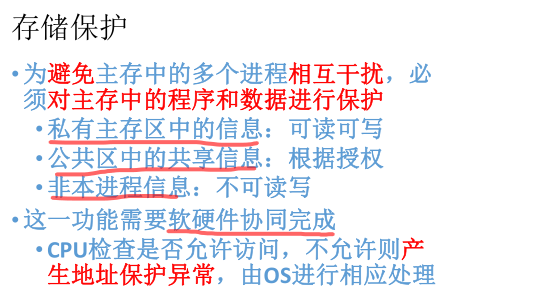 存储保护
•为避免主存中的多个进程相互干扰，必
须对主存中的程序和数据进行保护
•私有主存区中的信息：可读可写
•公共区中的共享信息：根据授权
•非本进程信息：不可读写
•这一功能需要软硬件协同完成
•CPU检查是否允许访问，不允许则产
生地址保护异常，由OS进行相应处理